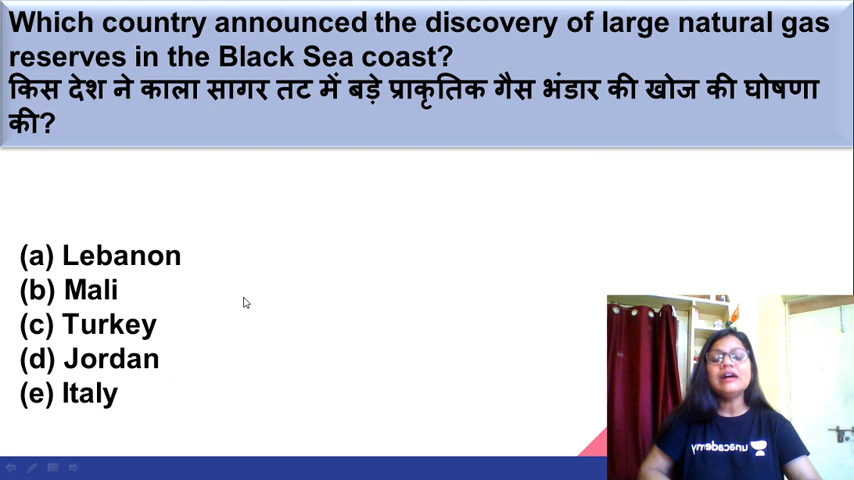 Which country announced the discovery of large natural gas
reserves in the Black Sea coast?
किस देश ने काला सागर तट में बड़े प्राकृतिक गैस भंडार की खोज की घोषणा
की?
(a) Lebanon
(b) Mali
(c) Turkey
(d) Jordan
(e) Italy
unacademy